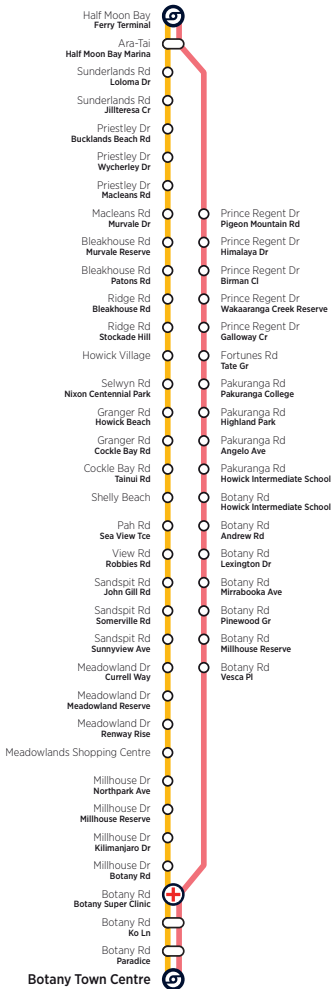 Half Moon Bay
Ferry Terminal
Ara-Tai
Half Moon Bay Marina
Sunderlands Rd
Loloma Dr
Sunderlands Rd
Jillteresa Cr
Priestley Dr
Bucklands Beach Rd
Priestley Dr
Wycherley Dr
Priestley Dr
Macleans Rd
Macleans Rd
Murvale Dr
Bleakhouse Rd
Murvale Reserve
Bleakhouse Rd
Patons Rd
Ridge Rd
Bleakhouse Rd
Ridge Rd
Stockade Hill
Howick Village
Selwyn Rd
Nixon Centennial Park
Granger Rd
Howick Beach
Granger Rd
Cockle Bay Rd
Cockle Bay Rd
Tainui Rd
Shelly Beach
Pah Rd
Sea View Tce
View Rd
Robbies Rd
Sandspit Rd
John Gill Rd
Sandspit Rd
Somerville Rd
Sandspit Rd
Sunnyview Ave
Meadowland Dr
Currell Way
Meadowland Dr
Meadowland Reserve
Meadowland Dr
Renway Rise
Meadowlands Shopping Centre
Millhouse Dr
Northpark Ave
Millhouse Dr
Millhouse Reserve
Millhouse Dr
Kilimanjaro Dr
Millhouse Dr
Botany Rd
Botany Rd
Botany Super Clinic
Botany Rd
Ko Ln
Botany Rd
Paradice
Botany Town Centre
Prince Regent Dr
Pigeon Mountain Rd
Prince Regent Dr
Himalaya Dr
Prince Regent Dr
Birman Cl
Prince Regent Dr
Wakaaranga Creek Reserve
Prince Regent Dr
Galloway Cr
Fortunes Rd
Tate Gr
Pakuranga Rd
Pakuranga College
Pakuranga Rd
Highland Park
Pakuranga Rd
Angelo Ave
Pakuranga Rd
Howick Intermediate School
Botany Rd
Howick Intermediate School
Botany Rd
Andrew Rd
Botany Rd
Lexington Dr
Botany Rd
Mirrabooka Ave
Botany Rd
Pinewood Gr
Botany Rd
Millhouse Reserve
Botany Rd
Vesca Pl